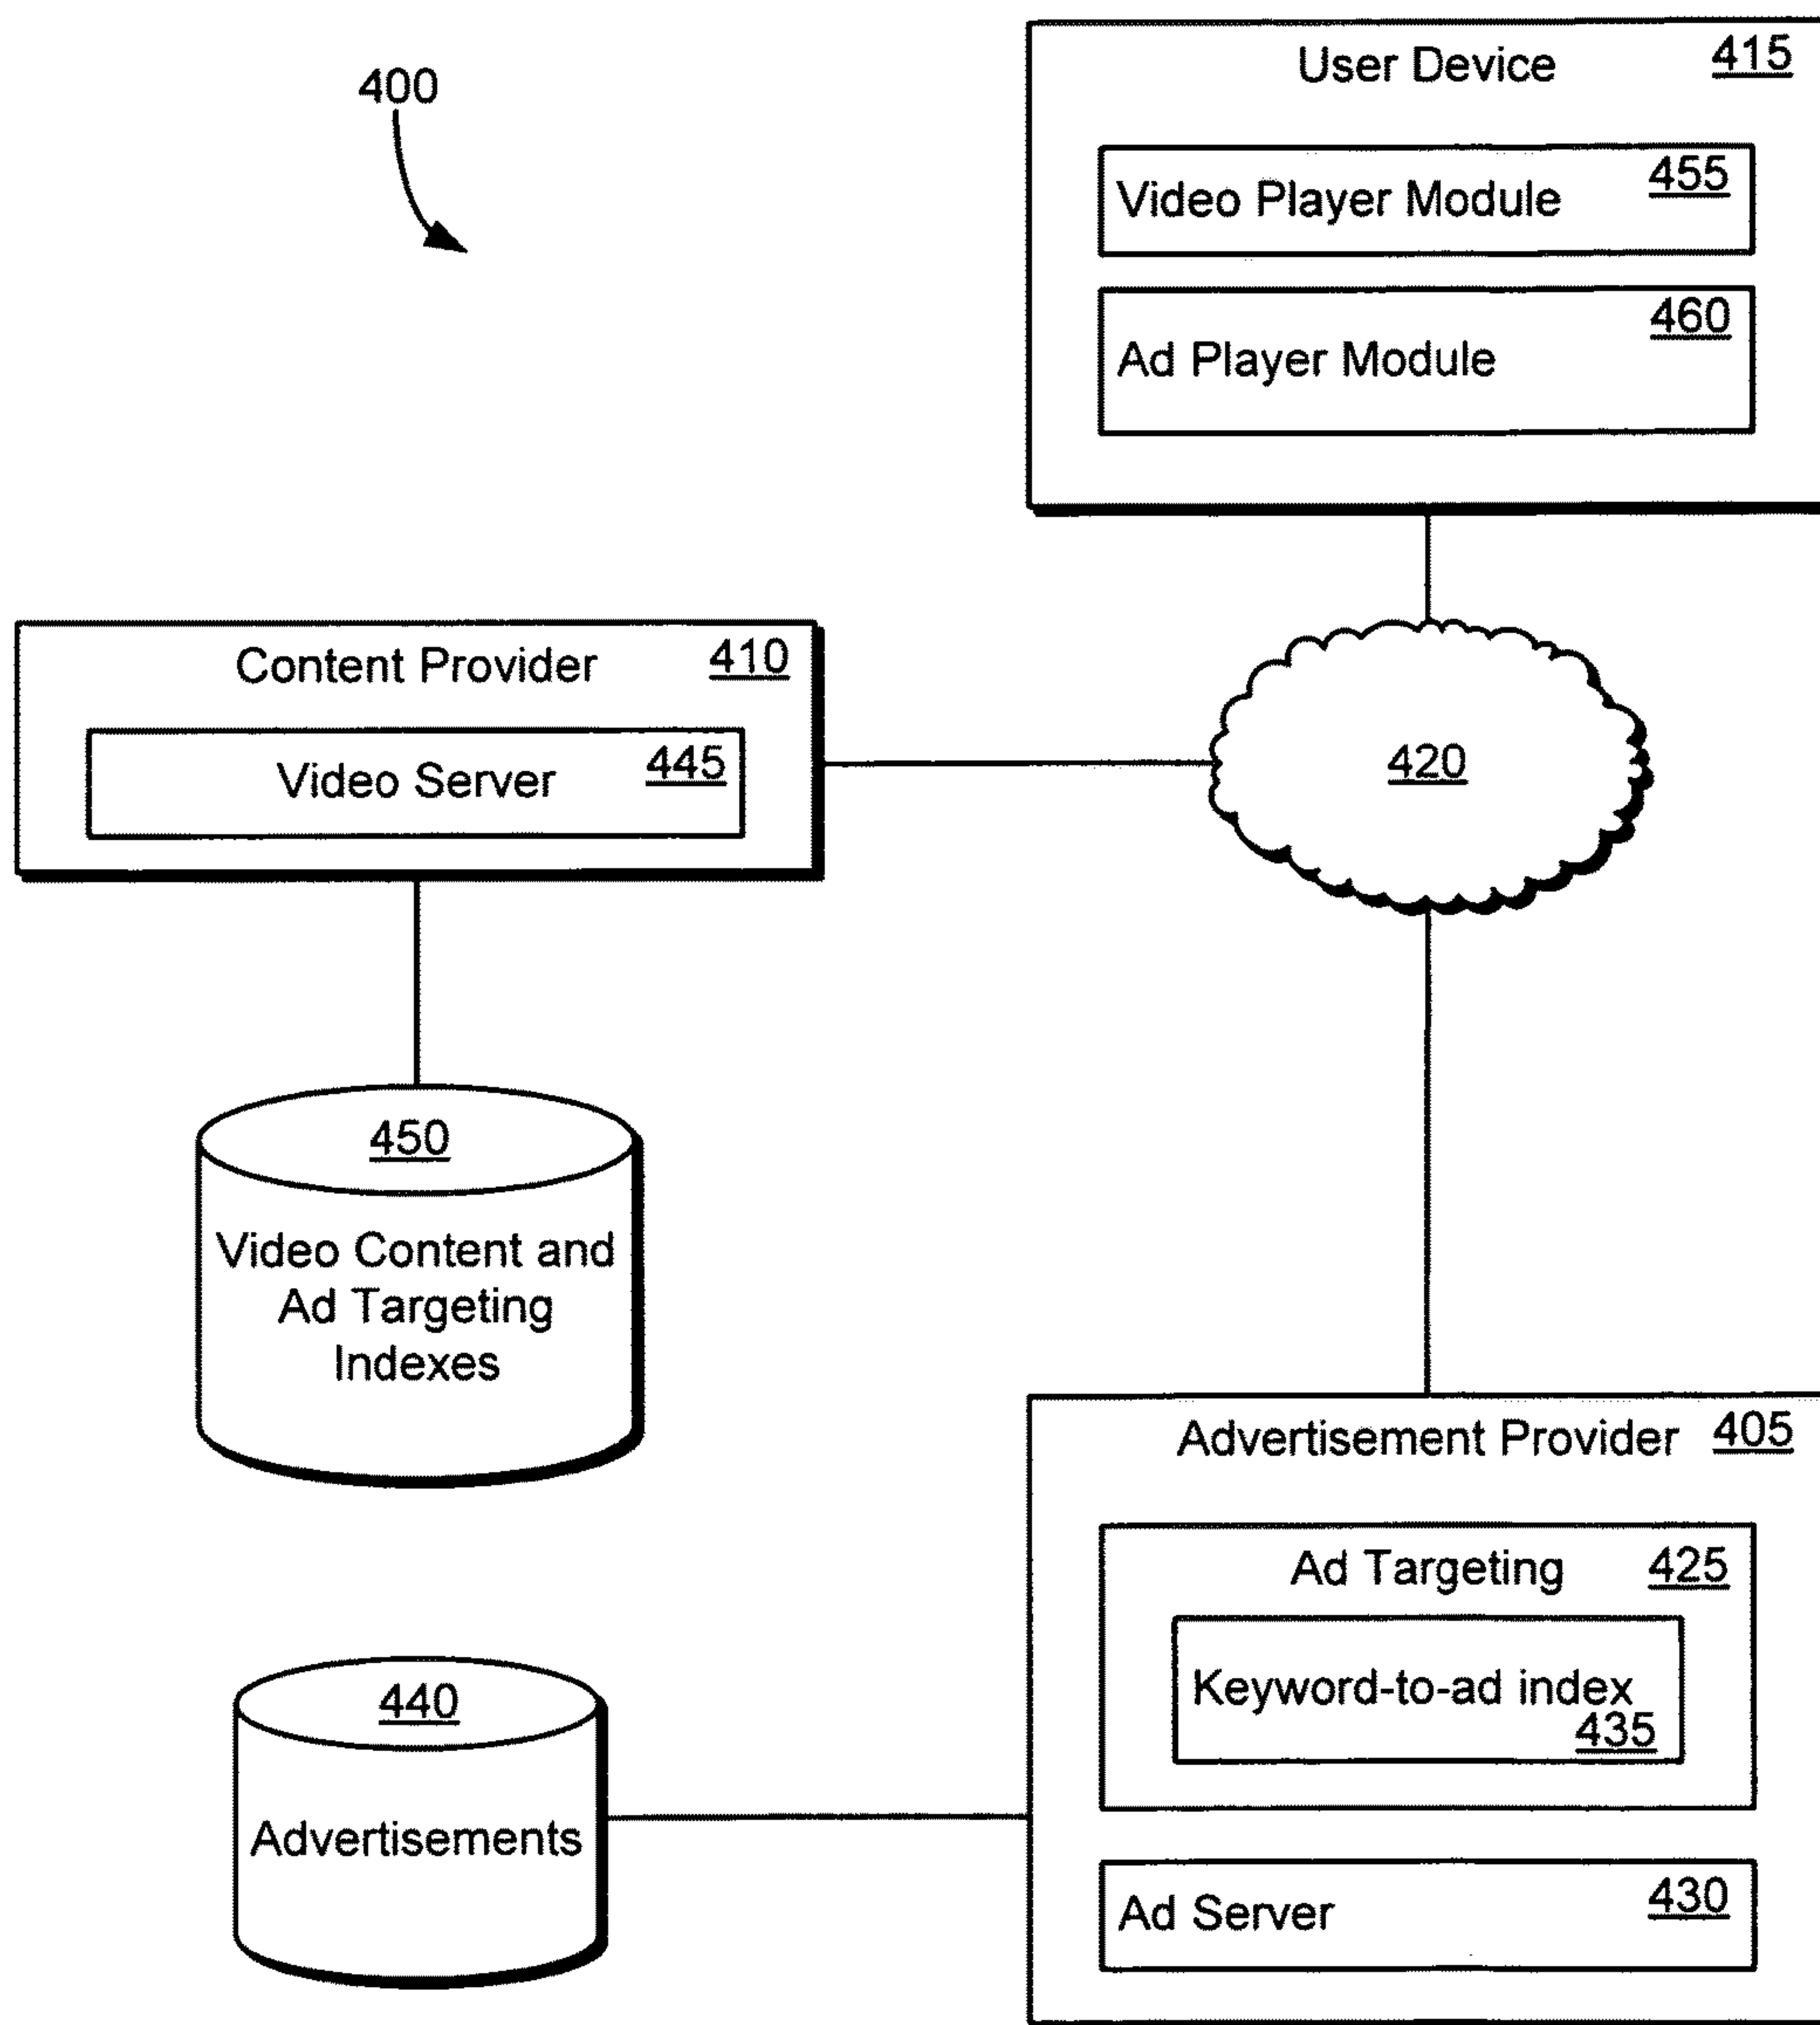 400
User Device 415
Video Player Module 455
Ad Player Module 460
Content Provider 410
Video Server 445
420
450
Video Content and
Ad Targeting
Indexes
Advertisement Provider 405
Ad Targeting 425
Keyword-to-ad index
435
Ad Server 430
440
Advertisements